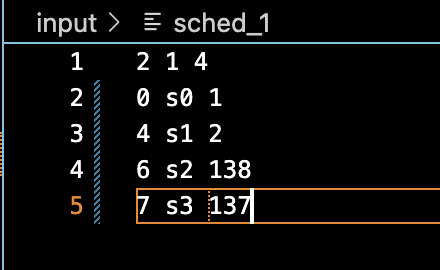 input > sched_1
1 2 1 4
2 0 s0 1
3 4 s1 2
4 6 s2 138
5 7 s3 137